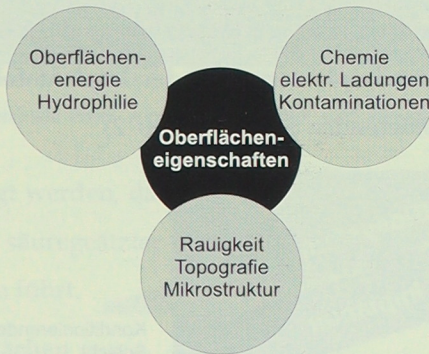 Oberflächen-
energie
Hydrophilie
Chemie
elektr. Ladungen
Kontaminationen
Oberflächen-
eigenschaften
Rauigkeit
Topografie
Mikrostruktur